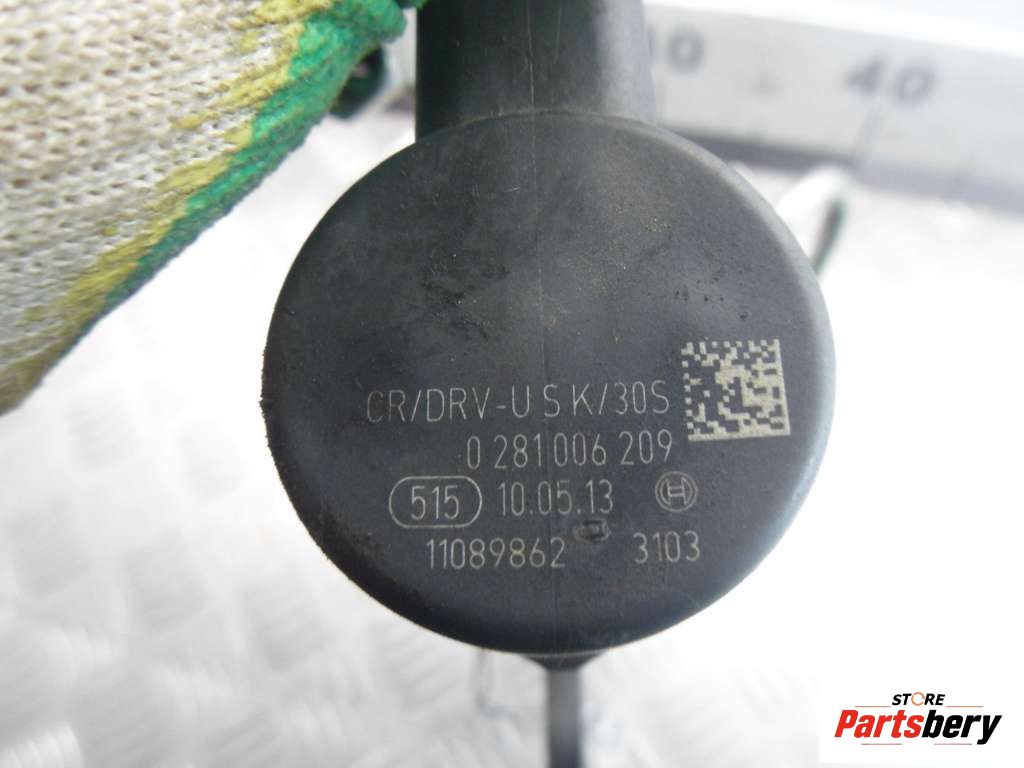 40
CR/DRV-U S K/30S
0 281 006 209
515 10.05.13
11089862 3103
STORE
Partsbery